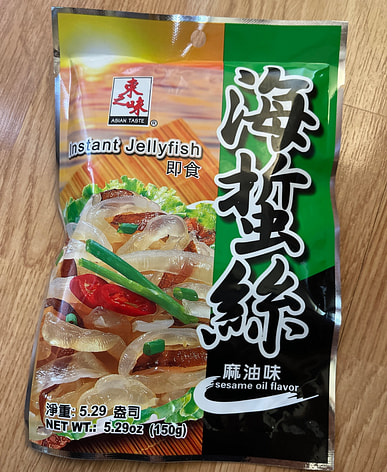 東之味
ASIAN TASTE
®
Instant Jellyfish
即食
海蜇絲
麻油味
sesame oil flavor
淨重: 5.29 盎司
NET WT.: 5.29oz (150g)